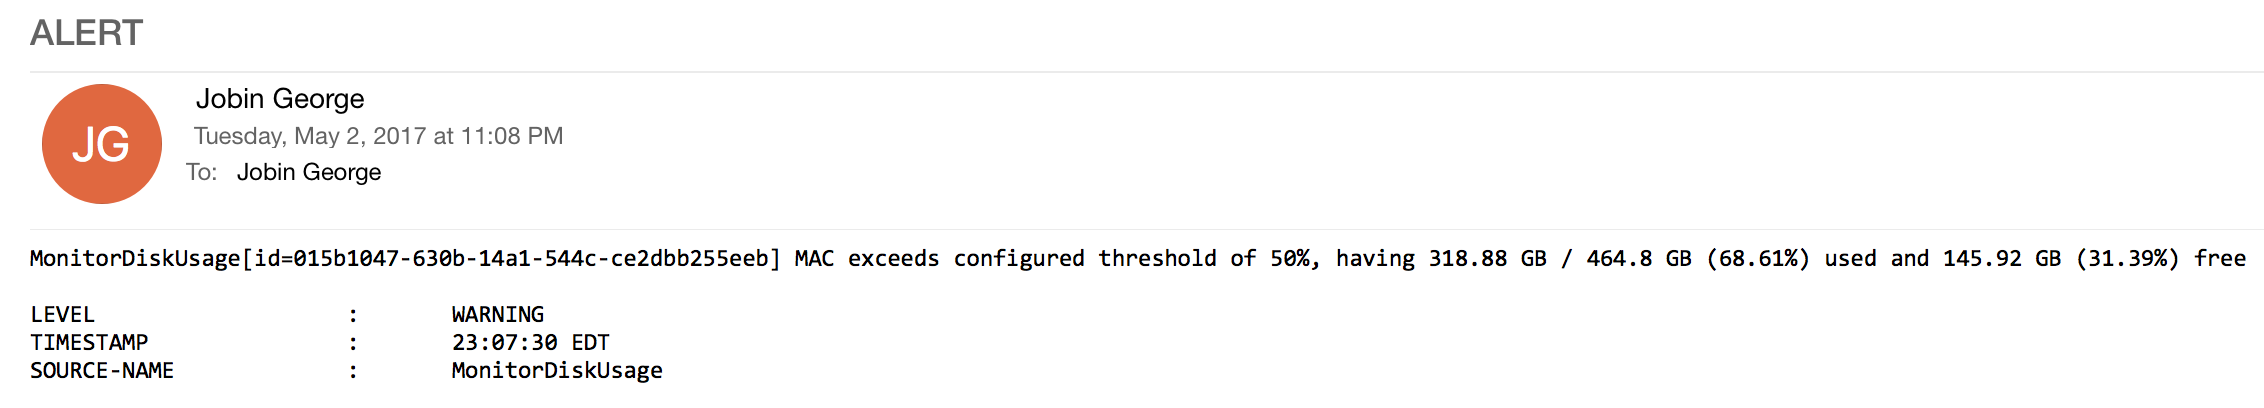 ALERT
JG
Jobin George
Tuesday, May 2, 2017 at 11:08 PM
To: Jobin George
MonitorDiskUsage[id=015b1047-630b-14a1-544c-ce2dbb255eeb] MAC exceeds configured threshold of 50%, having 318.88 GB / 464.8 GB (68.61%) used and 145.92 GB (31.39%) free
LEVEL : WARNING
TIMESTAMP : 23:07:30 EDT
SOURCE-NAME : MonitorDiskUsage